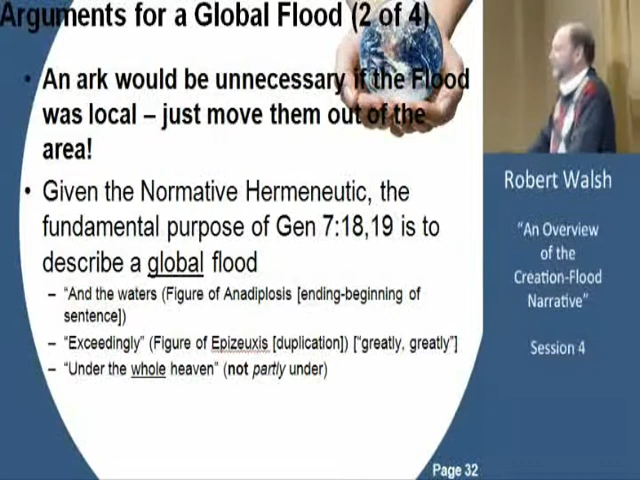 Arguments for a Global Flood (2 of 4)
• An ark would be unnecessary if the Flood
was local – just move them out of the
area!
• Given the Normative Hermeneutic, the
fundamental purpose of Gen 7:18,19 is to
describe a global flood
– "And the waters (Figure of Anadiplosis [ending-beginning of
sentence])
– "Exceedingly" (Figure of Epizeuxis [duplication]) ["greatly, greatly"]
– "Under the whole heaven" (not partly under)
Page 32
Robert Walsh
"An Overview
of the
Creation-Flood
Narrative"
Session 4